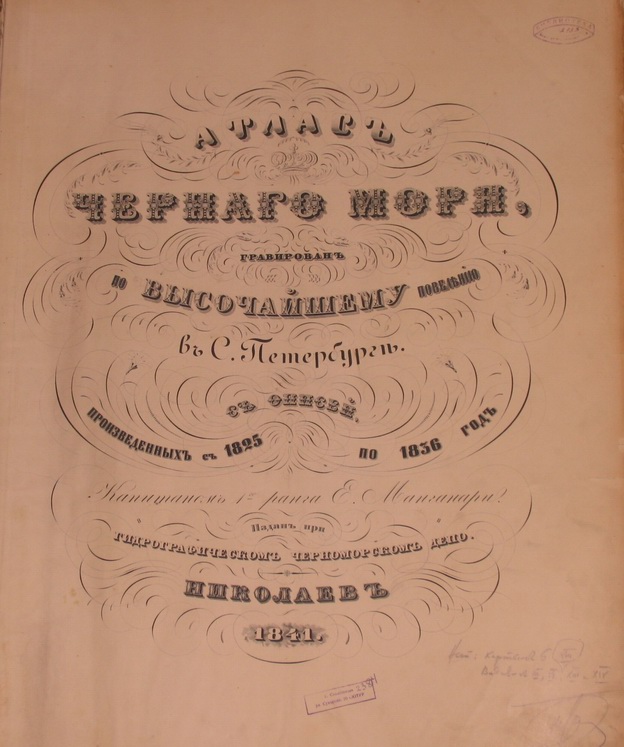 АТЛАСЪ
ЧЕРНАГО МОРЯ,
ГРАВИРОВАНЪ
ПО ВЫСОЧАЙШЕМУ ПОВЕЛѢНІЮ
въ С. Петербургѣ.
СЪ ОПИСЕЙ,
ПРОИЗВЕДЕННЫХЪ съ 1825 ПО 1836 ГОДЪ
Капитаномъ 1го ранга Е. Манганари.
Изданъ при
ГИДРОГРАФИЧЕСКОМЪ ЧЕРНОМОРСКОМЪ ДЕПО.
НИКОЛАЕВЪ
1841.